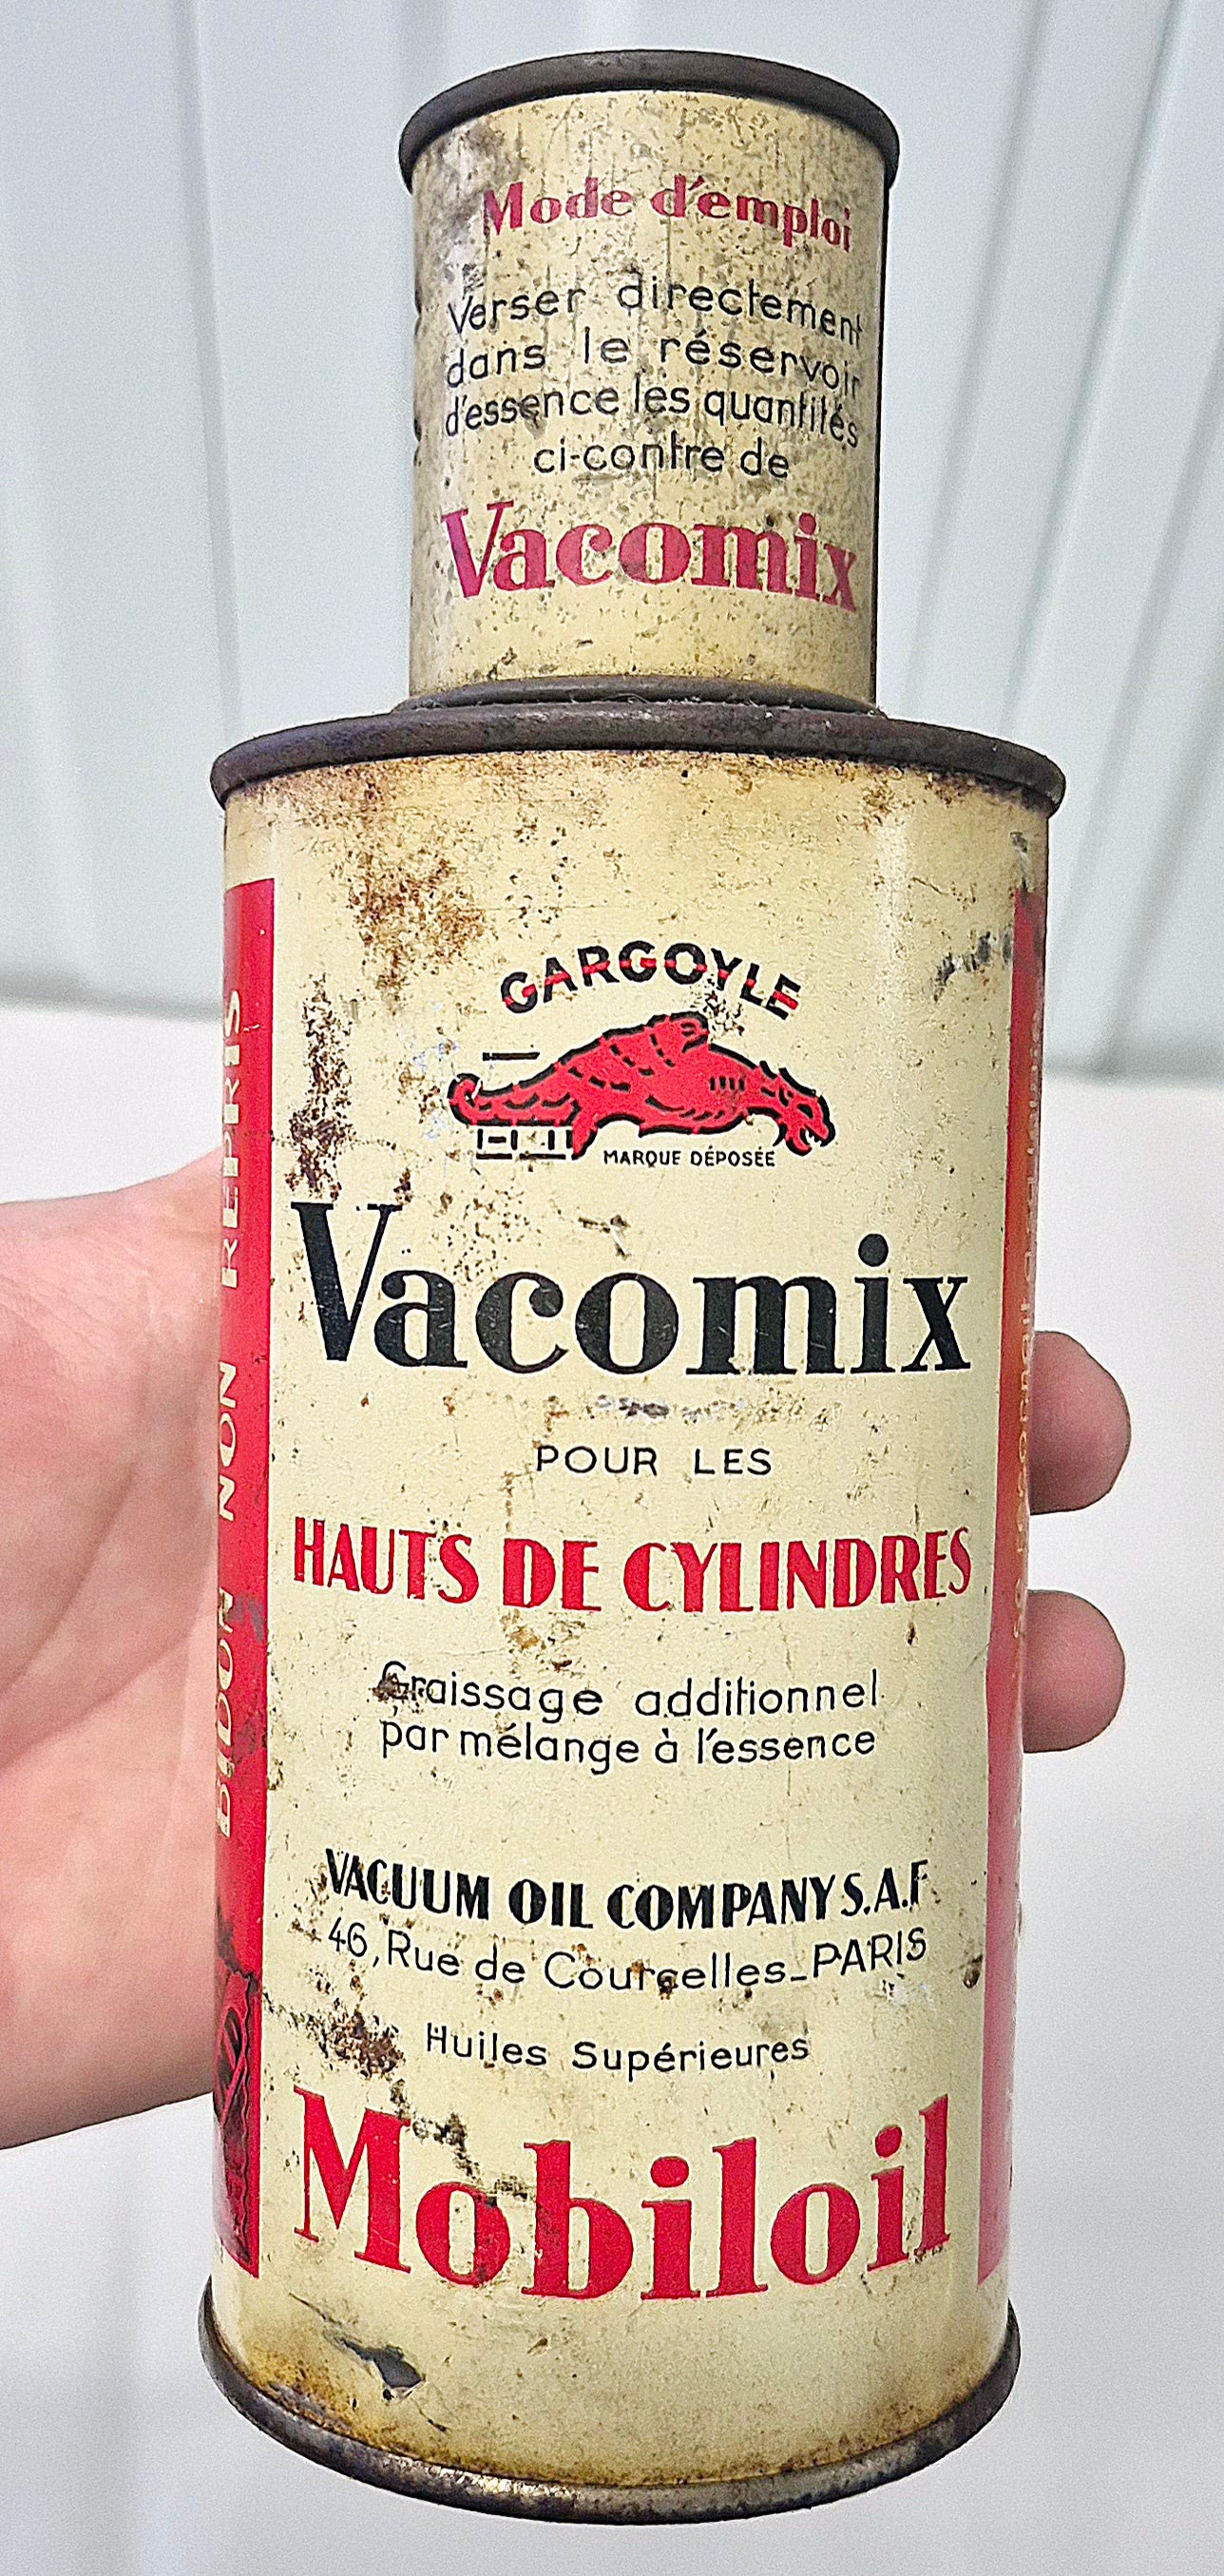 Mode d'emploi
Verser directement
dans le réservoir
d'essence les quantités
ci-contre de
Vacomix
GARGOYLE
MARQUE DÉPOSÉE
Vacomix
POUR LES
HAUTS DE CYLINDRES
Graissage additionnel
par mélange à l'essence
VACUUM OIL COMPANY S.A.F
46, Rue de Courcelles_PARIS
Huiles Supérieures
Mobiloil
BIDON NON REPRIS